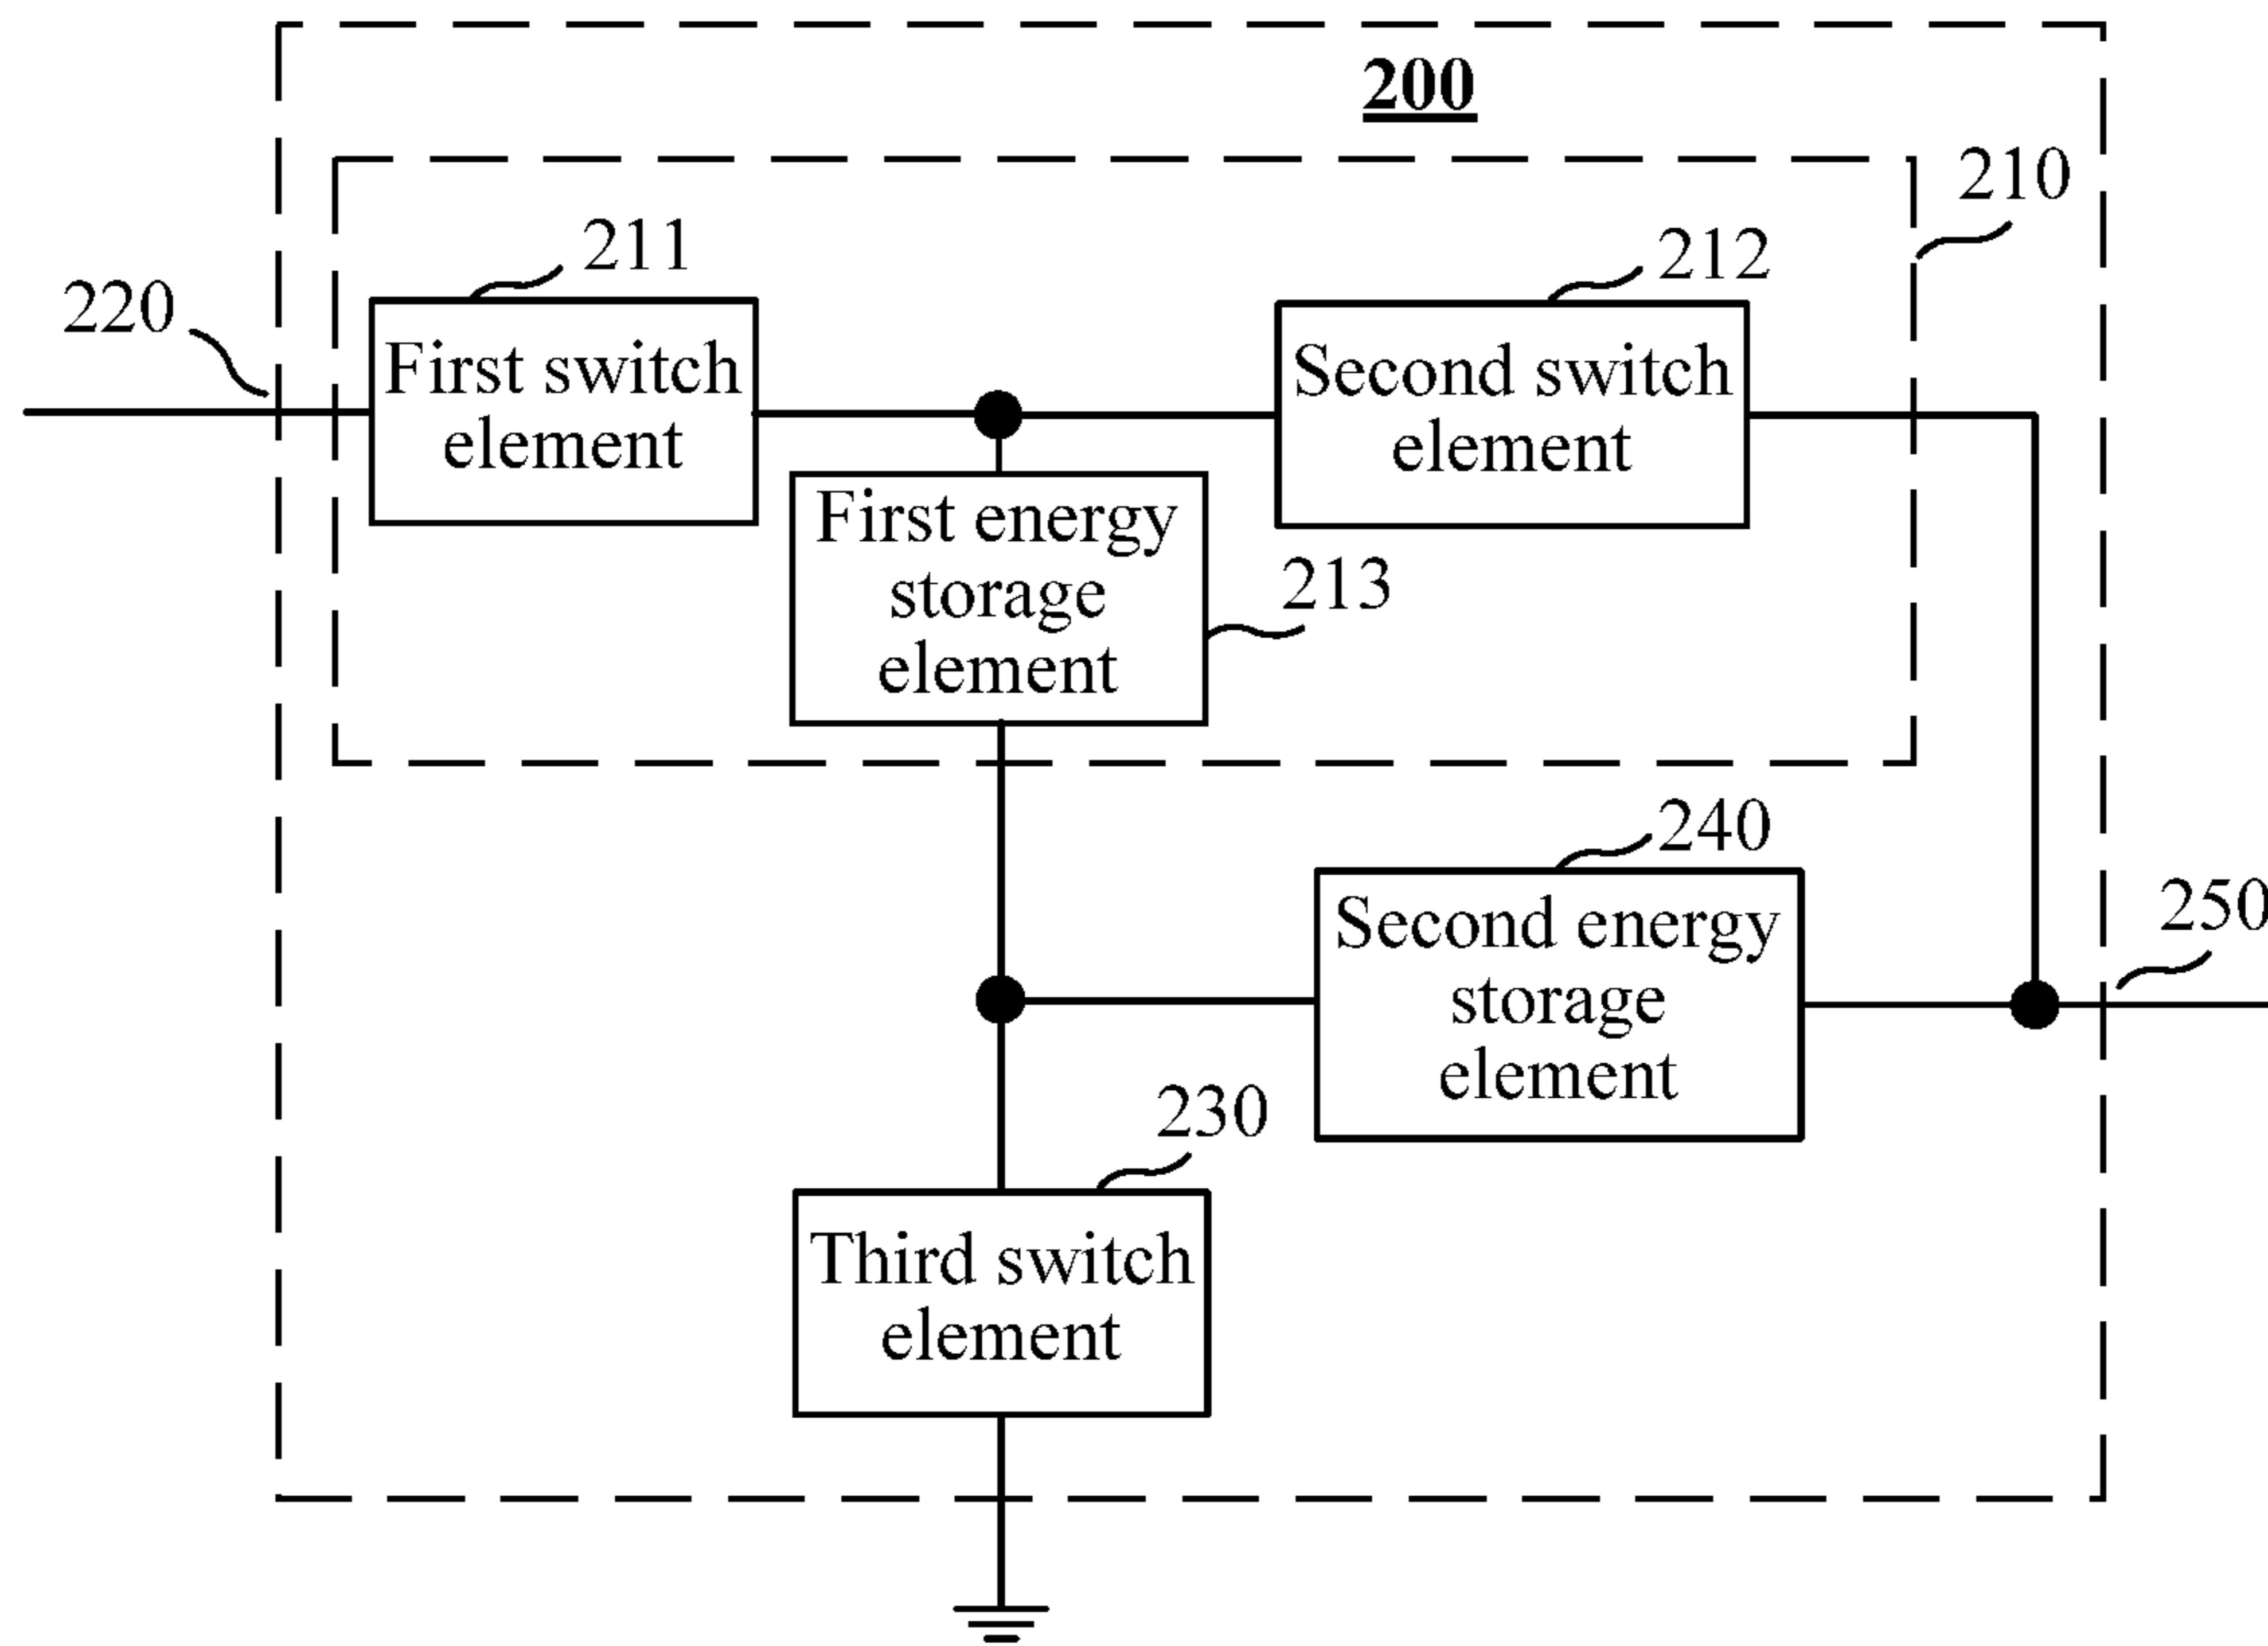 200
210
211
212
220
First switch
element
Second switch
element
First energy
storage
element
213
240
Second energy
storage
element
250
230
Third switch
element